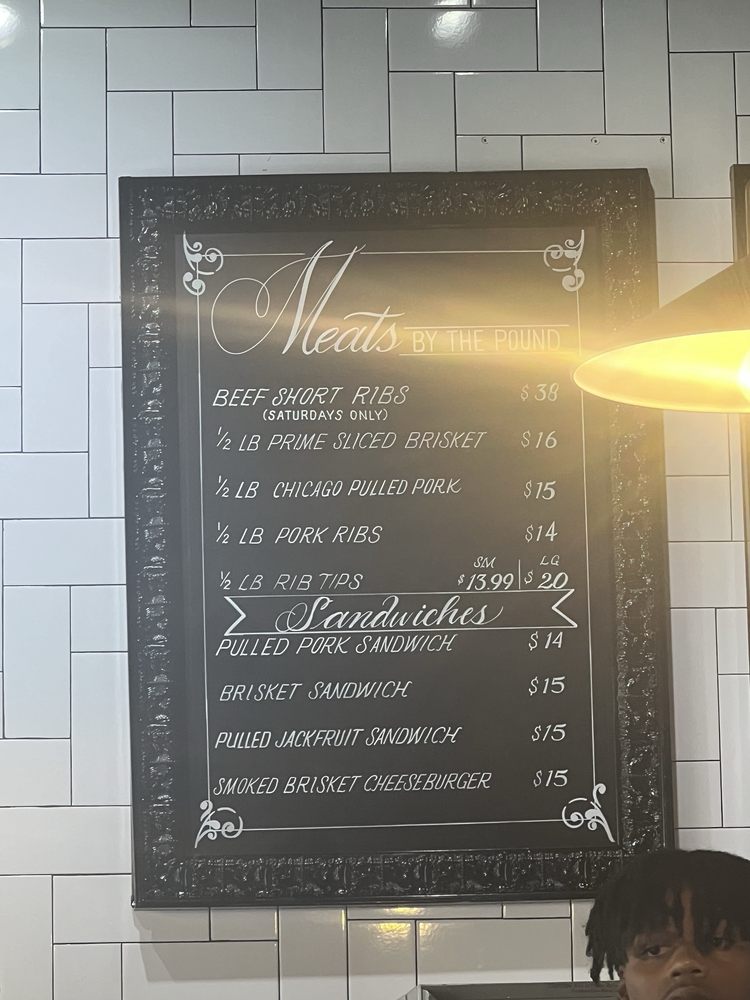 Meats BY THE POUND
BEEF SHORT RIBS $38
(SATURDAYS ONLY)
½ LB PRIME SLICED BRISKET $16
½ LB CHICAGO PULLED PORK $15
½ LB PORK RIBS $14
SM LG
½ LB RIB TIPS $13.99 | $20
Sandwiches
PULLED PORK SANDWICH $14
BRISKET SANDWICH $15
PULLED JACKFRUIT SANDWICH $15
SMOKED BRISKET CHEESEBURGER $15